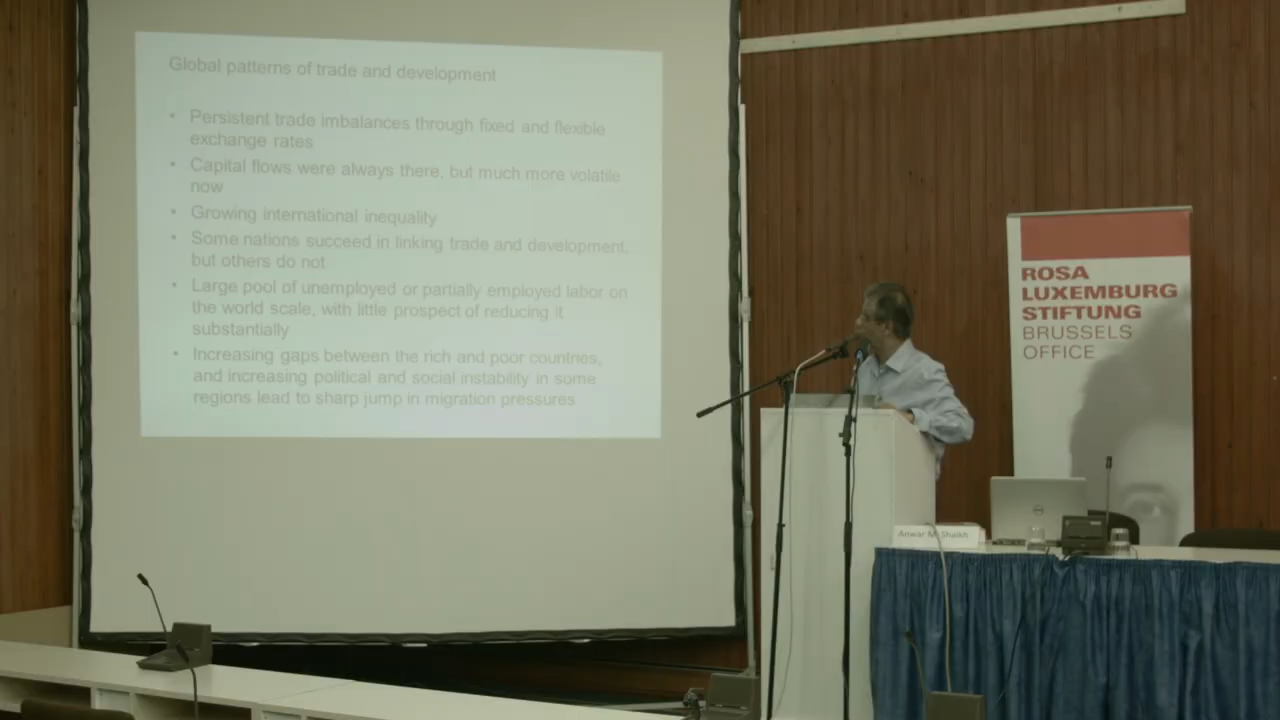 Global patterns of trade and development
• Persistent trade imbalances through fixed and flexible
exchange rates
• Capital flows were always there, but much more volatile
now
• Growing international inequality
• Some nations succeed in linking trade and development,
but others do not
• Large pool of unemployed or partially employed labor on
the world scale, with little prospect of reducing it
substantially
• Increasing gaps between the rich and poor countries,
and increasing political and social instability in some
regions lead to sharp jump in migration pressures
ROSA
LUXEMBURG
STIFTUNG
BRUSSELS
OFFICE
Anwar M. Shaikh